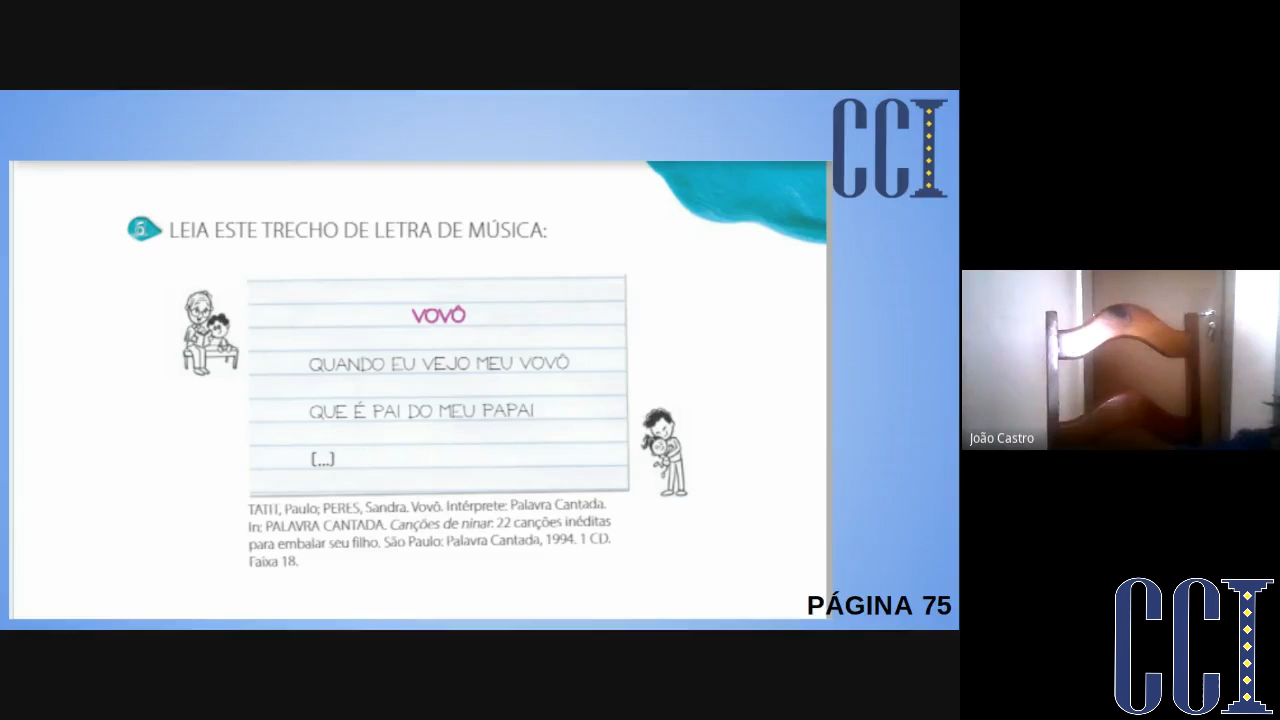 CCI
5. LEIA ESTE TRECHO DE LETRA DE MÚSICA:
VOVÔ
QUANDO EU VEJO MEU VOVÔ
QUE É PAI DO MEU PAPAI
[...]
TATIT, Paulo; PERES, Sandra. Vovô. Intérprete: Palavra Cantada.
In: PALAVRA CANTADA. Canções de ninar: 22 canções inéditas
para embalar seu filho. São Paulo: Palavra Cantada, 1994. 1 CD.
Faixa 18.
PÁGINA 75
João Castro
CCI